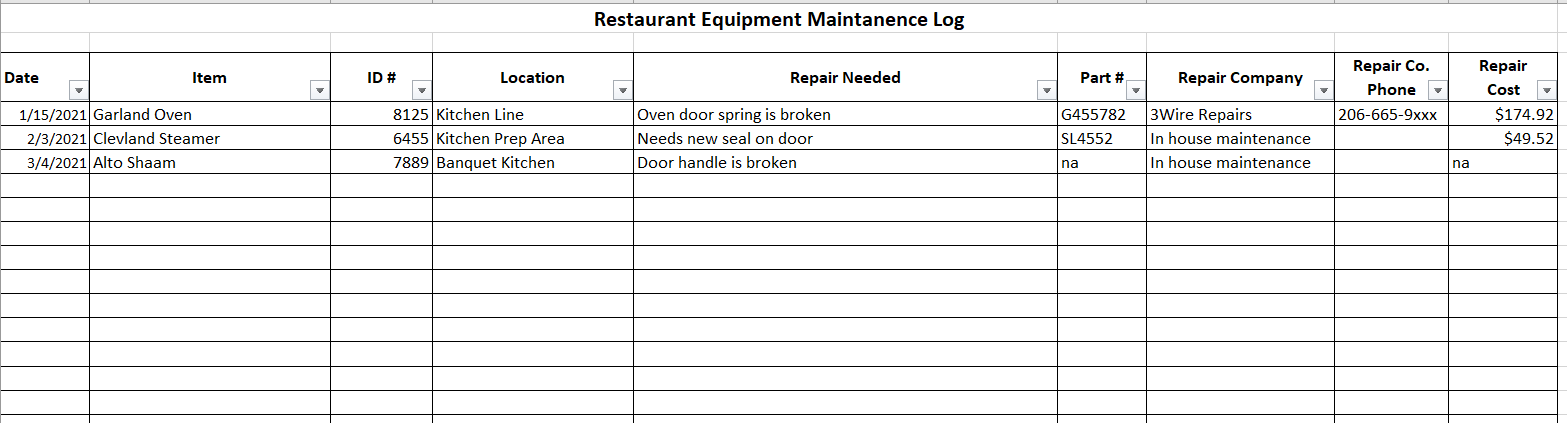 Restaurant Equipment Maintanence Log
Date Item ID # Location Repair Needed Part # Repair Company Repair Co. Phone Repair Cost
1/15/2021 Garland Oven 8125 Kitchen Line Oven door spring is broken G455782 3Wire Repairs 206-665-9xxx $174.92
2/3/2021 Clevland Steamer 6455 Kitchen Prep Area Needs new seal on door SL4552 In house maintenance $49.52
3/4/2021 Alto Shaam 7889 Banquet Kitchen Door handle is broken na In house maintenance na